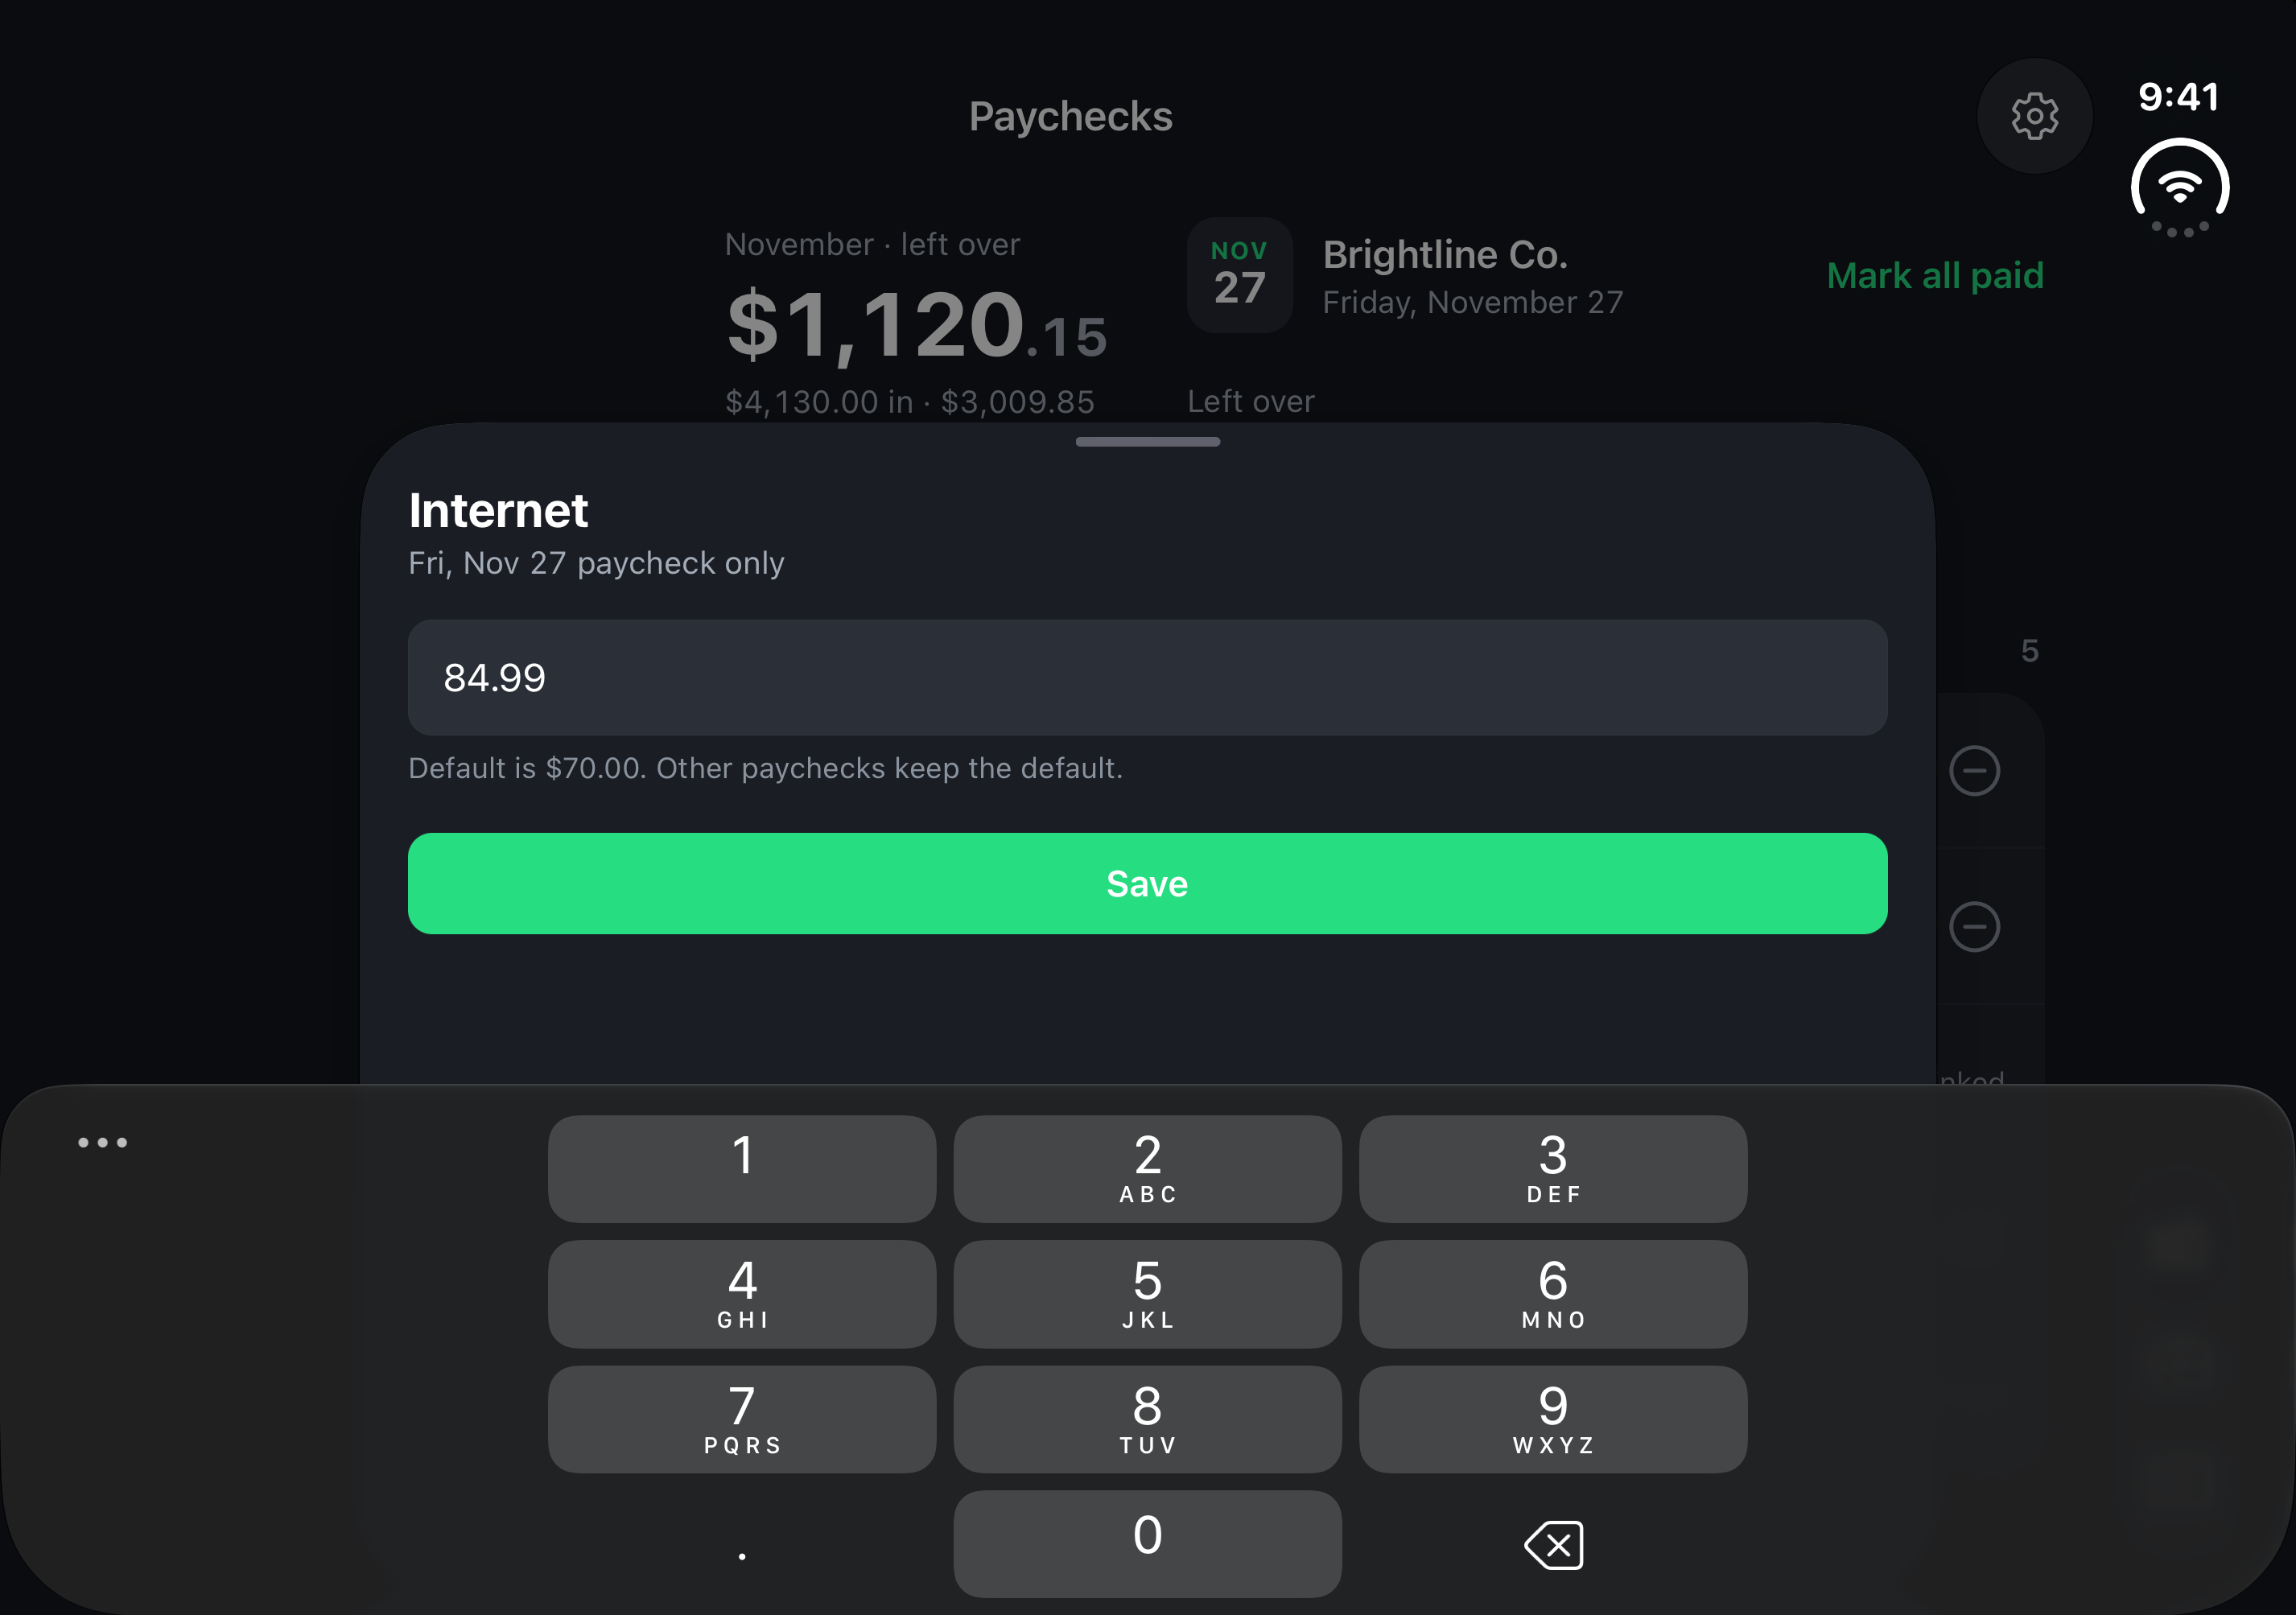 Paychecks
9:41
November · left over
$1,120.15
$4,130.00 in · $3,009.85
NOV
27
Brightline Co.
Friday, November 27
Mark all paid
Left over
5
Internet
Fri, Nov 27 paycheck only
84.99
Default is $70.00. Other paychecks keep the default.
Save
1
2
ABC
3
DEF
4
GHI
5
JKL
6
MNO
7
PQRS
8
TUV
9
WXYZ
.
0